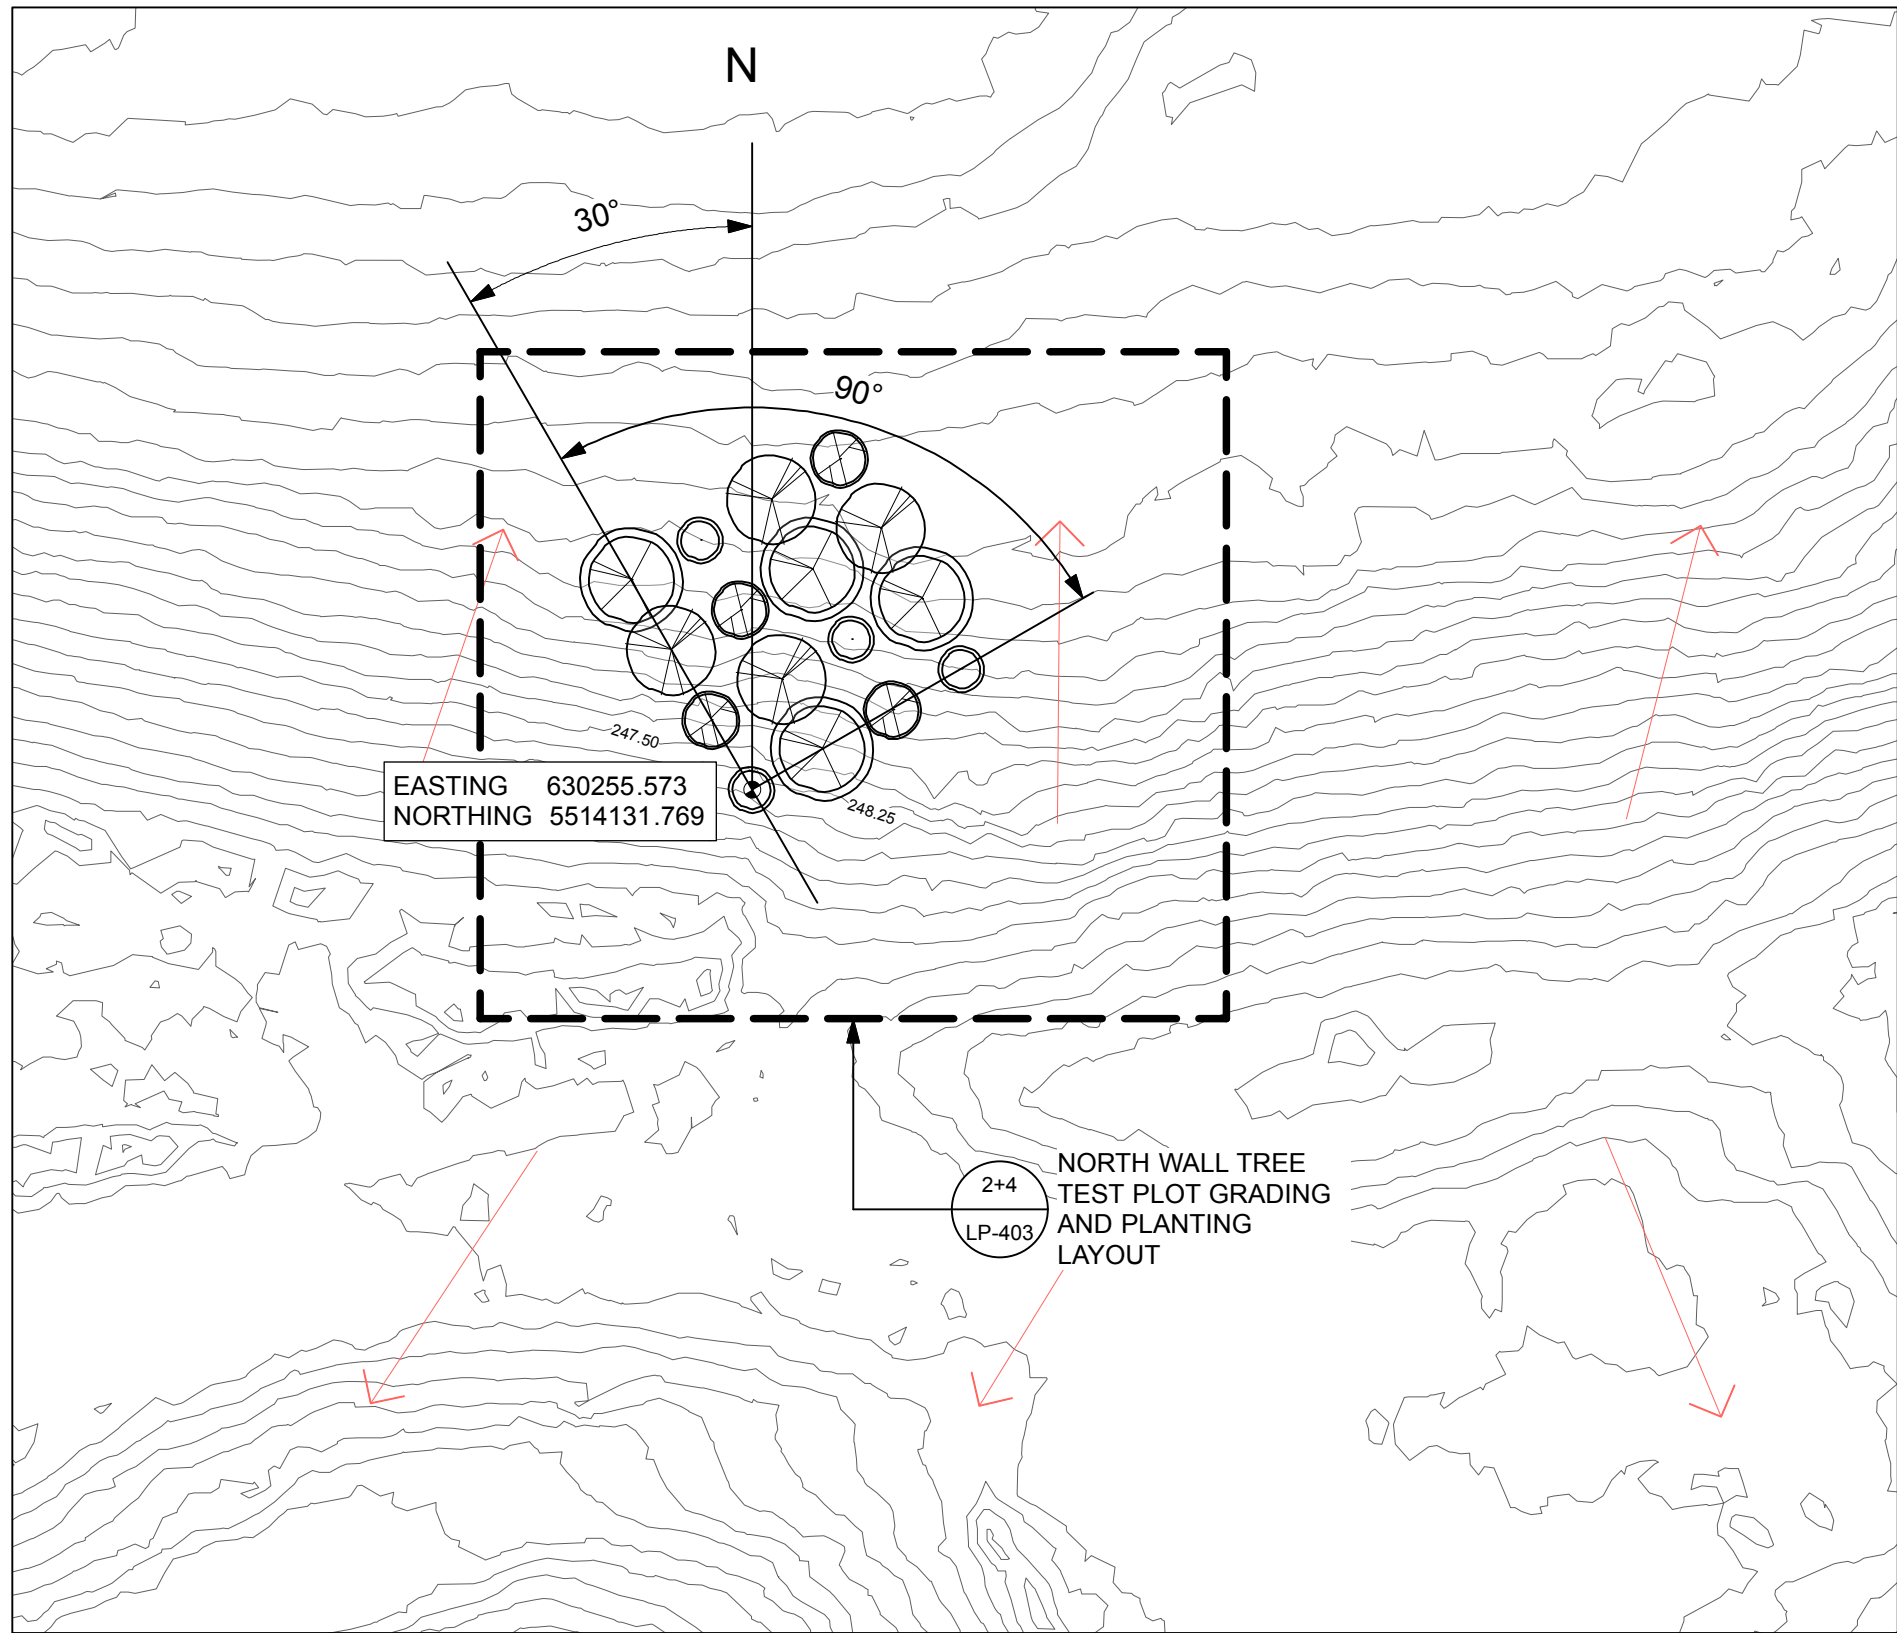 N
30°
90°
247.50
EASTING 630255.573
NORTHING 5514131.769
248.25
2+4
LP-403
NORTH WALL TREE
TEST PLOT GRADING
AND PLANTING
LAYOUT